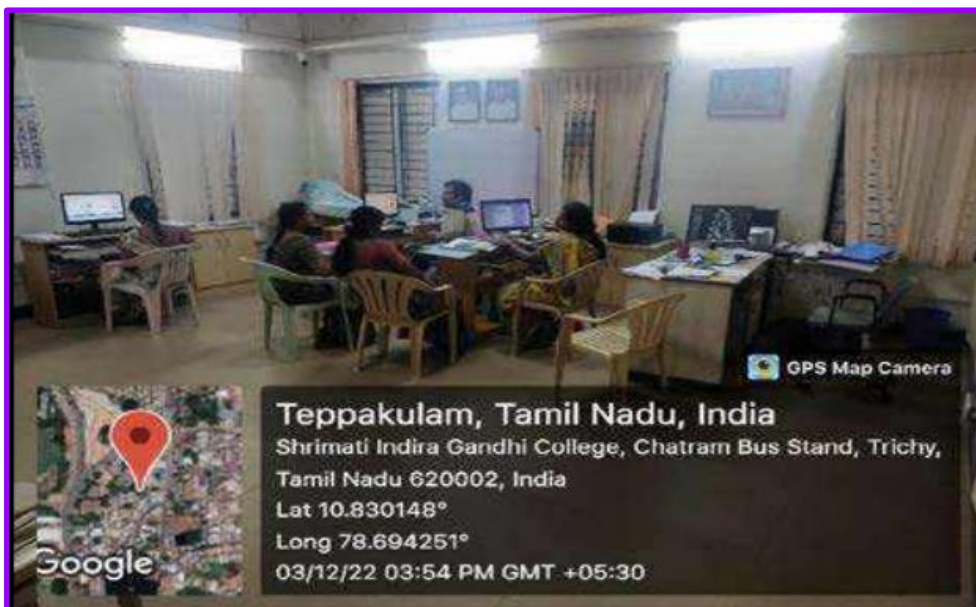 GPS Map Camera
Teppakulam, Tamil Nadu, India
Shrimati Indira Gandhi College, Chatram Bus Stand, Trichy,
Tamil Nadu 620002, India
Lat 10.830148°
Long 78.694251°
03/12/22 03:54 PM GMT +05:30
Google